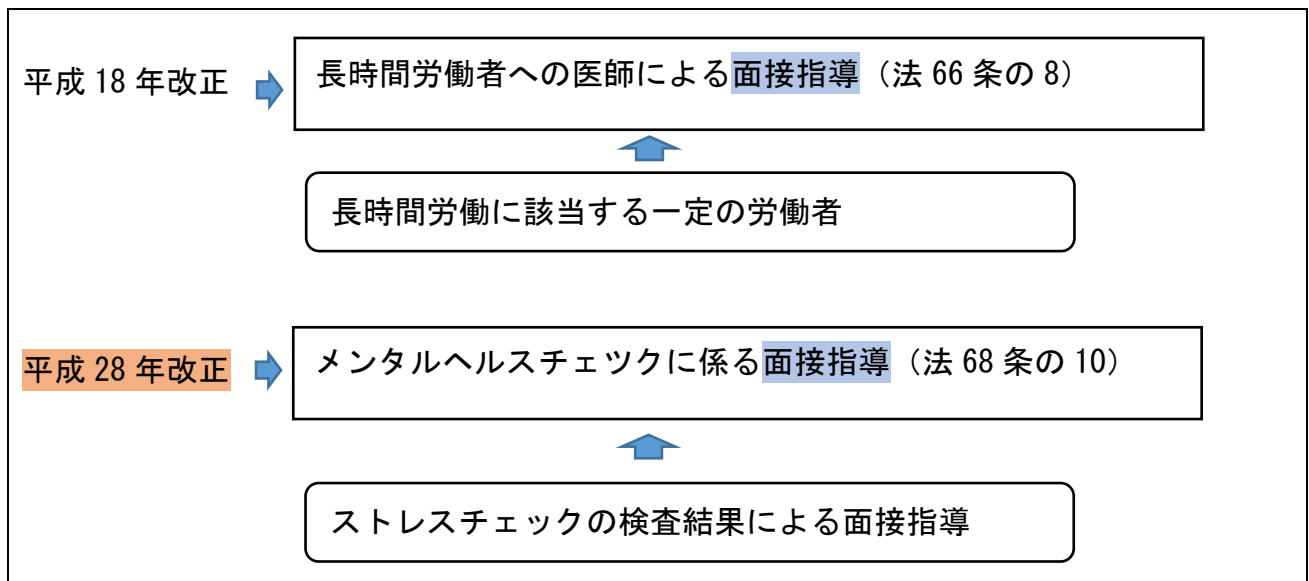 平成 18 年改正
長時間労働者への医師による面接指導（法 66 条の 8）
長時間労働に該当する一定の労働者
平成 28 年改正
メンタルヘルスチェツクに係る面接指導（法 68 条の 10）
ストレスチェックの検査結果による面接指導